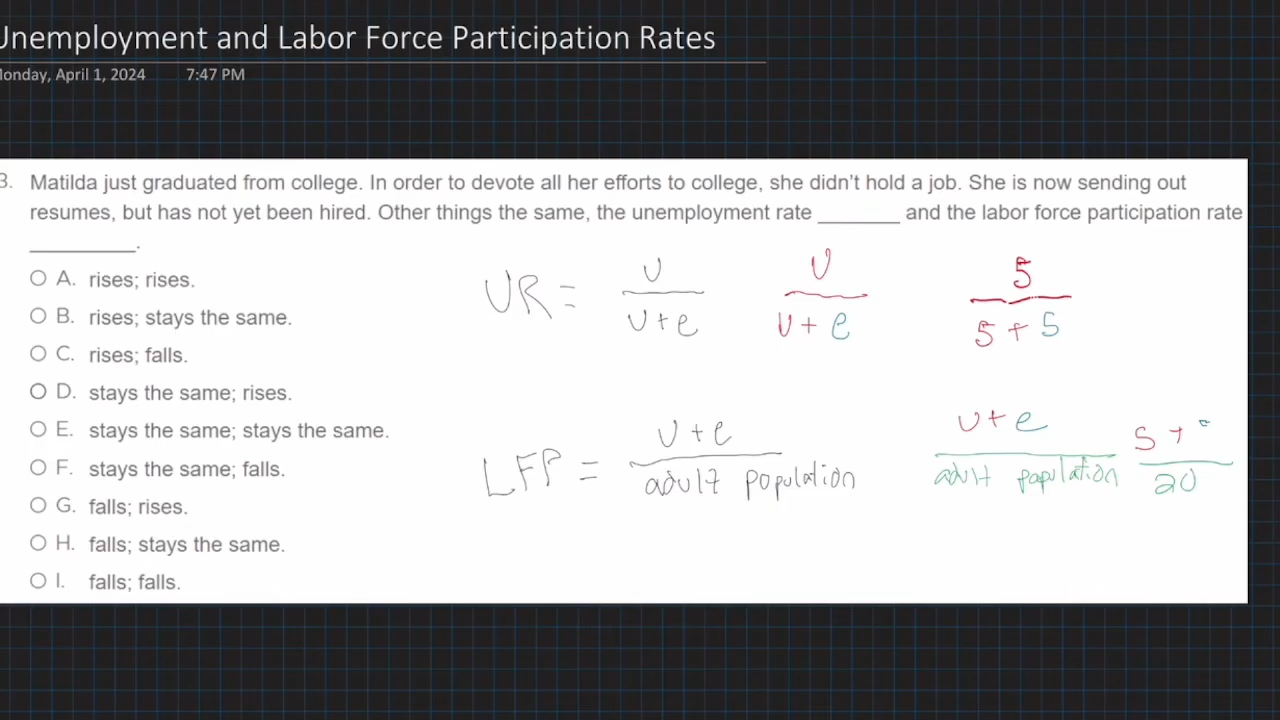 Unemployment and Labor Force Participation Rates
Monday, April 1, 2024 7:47 PM
3. Matilda just graduated from college. In order to devote all her efforts to college, she didn't hold a job. She is now sending out
resumes, but has not yet been hired. Other things the same, the unemployment rate ________ and the labor force participation rate
__________.
A. rises; rises.
B. rises; stays the same.
C. rises; falls.
D. stays the same; rises.
E. stays the same; stays the same.
F. stays the same; falls.
G. falls; rises.
H. falls; stays the same.
I. falls; falls.
U U 5
UR = U+e U+e 5+5
U+e U+e 5+
LFP = adult population adult population 20